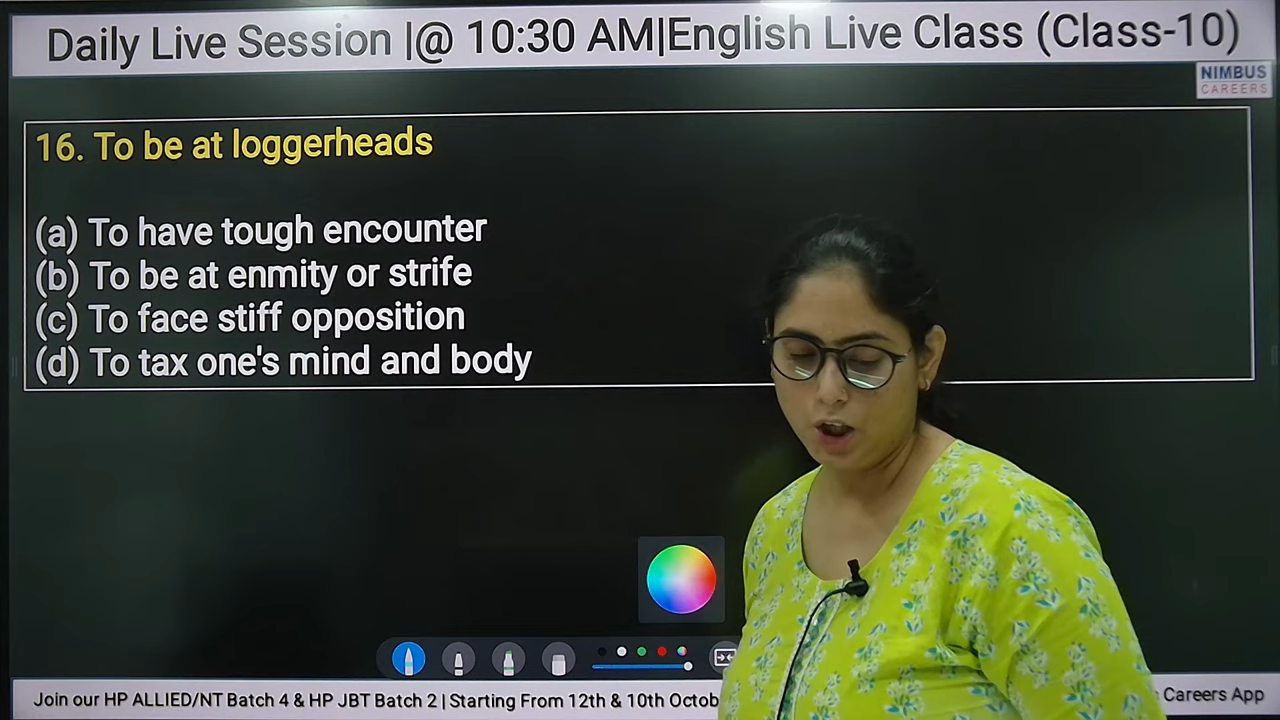 Daily Live Session |@ 10:30 AM|English Live Class (Class-10)
NIMBUS
CAREERS
16. To be at loggerheads
(a) To have tough encounter
(b) To be at enmity or strife
(c) To face stiff opposition
(d) To tax one's mind and body
Join our HP ALLIED/NT Batch 4 & HP JBT Batch 2 | Starting From 12th & 10th Octob
Careers App